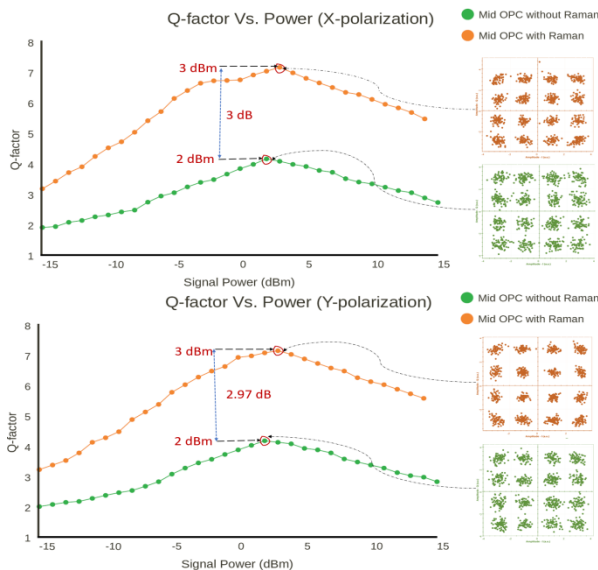 Q-factor Vs. Power (X-polarization)
Mid OPC without Raman
Mid OPC with Raman
8
7
6
5
4
3
2
1
Q-factor
3 dBm
3 dB
2 dBm
-15
-10
-5
0
5
10
15
Signal Power (dBm)
Q-factor Vs. Power (Y-polarization)
Mid OPC without Raman
Mid OPC with Raman
8
7
6
5
4
3
2
1
Q-factor
3 dBm
2.97 dB
2 dBm
-15
-10
-5
0
5
10
15
Signal Power (dBm)